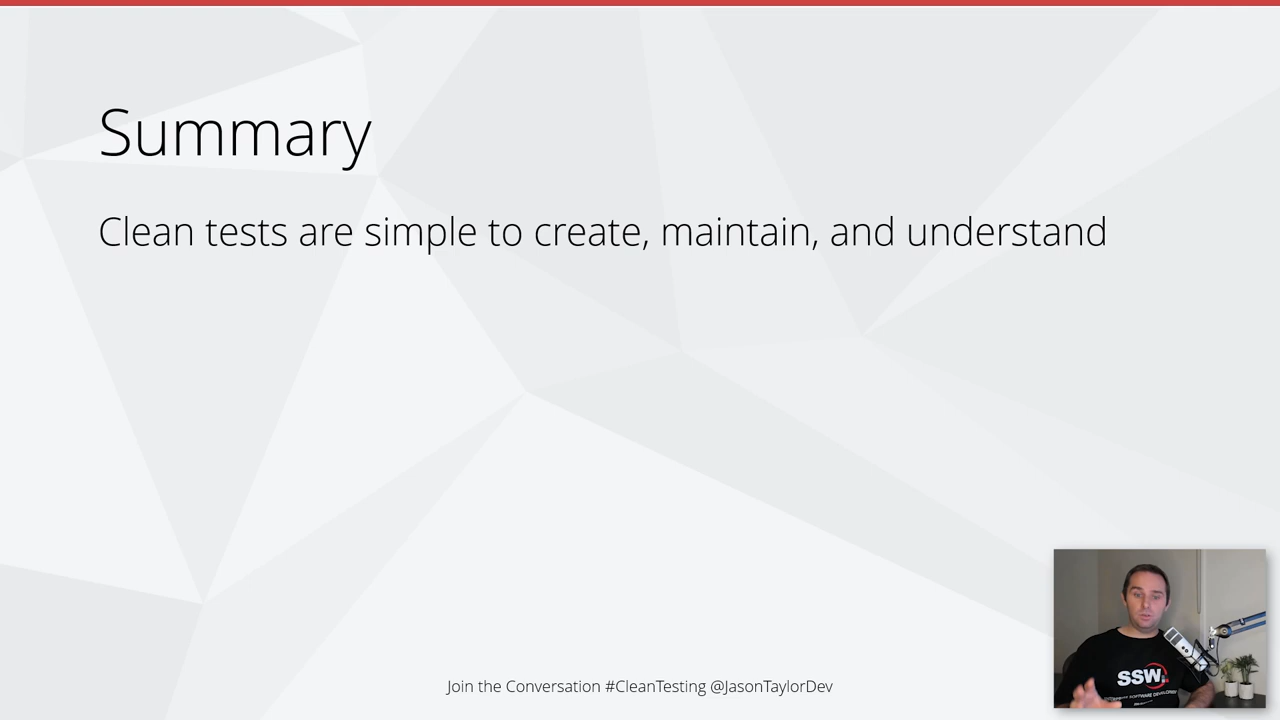 Summary
Clean tests are simple to create, maintain, and understand
Join the Conversation #CleanTesting @JasonTaylorDev
SSW.